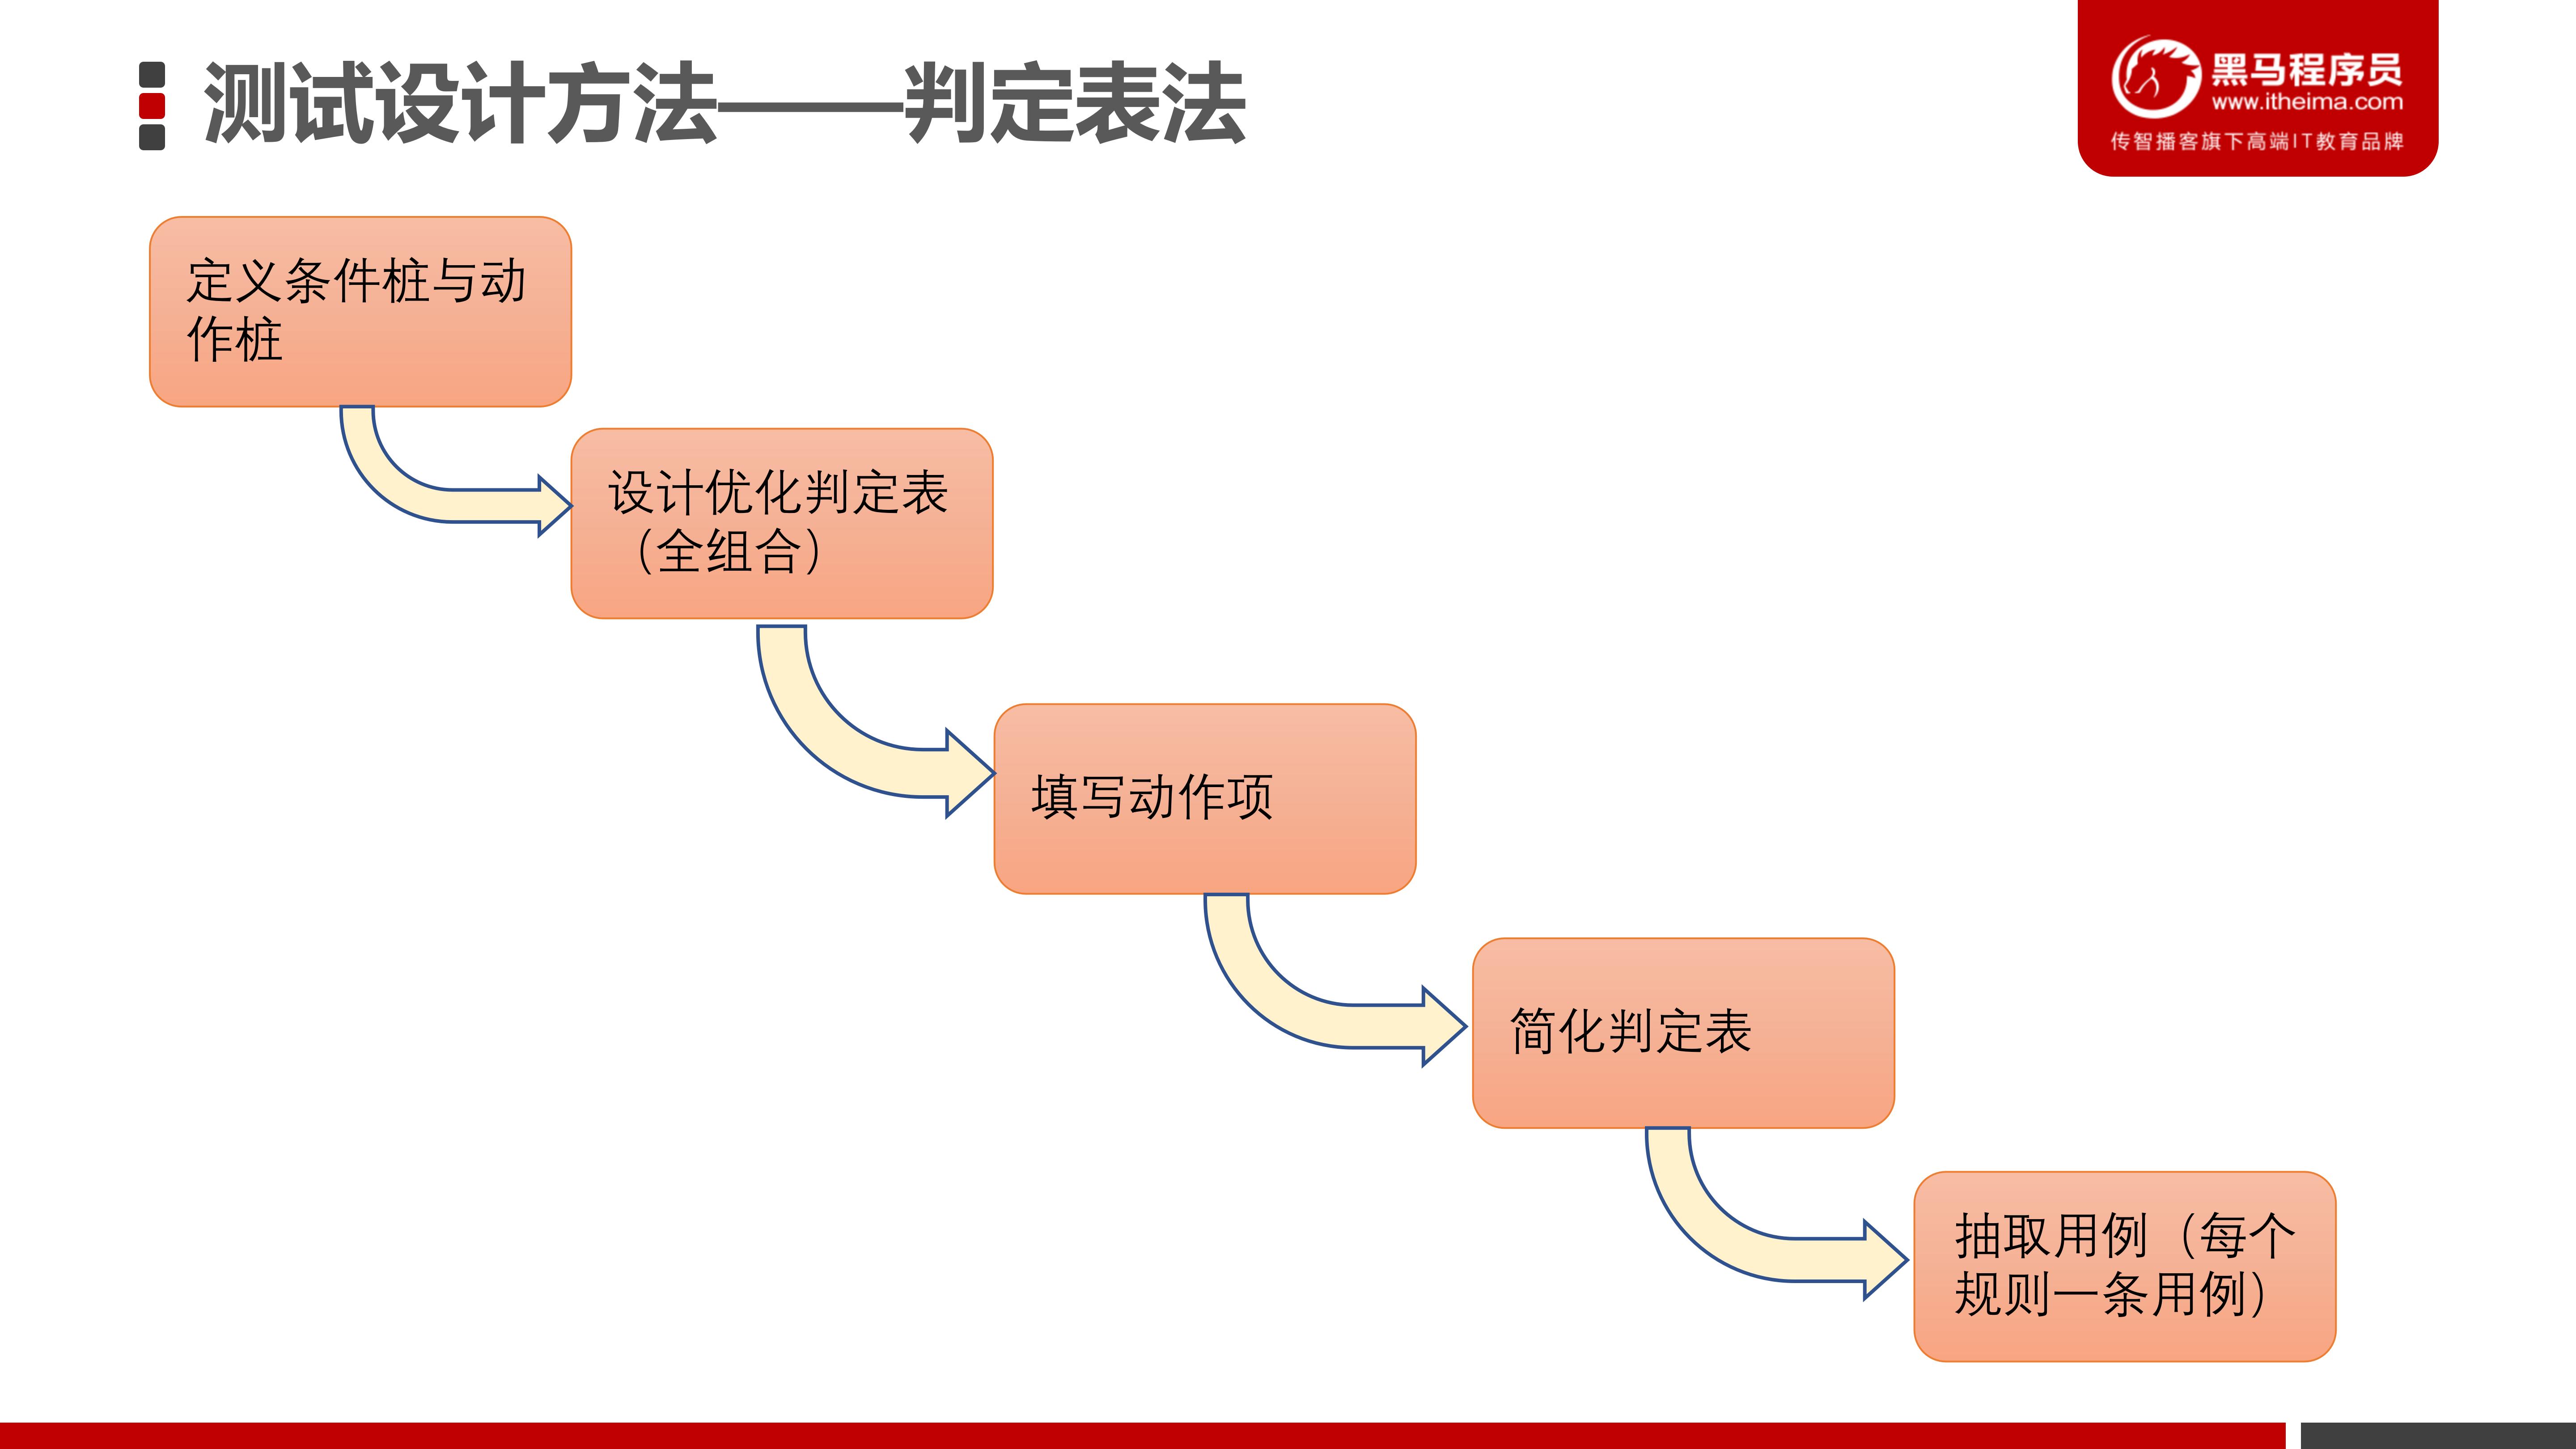 测试设计方法——判定表法
黑马程序员
www.itheima.com
传智播客旗下高端IT教育品牌
定义条件桩与动
作桩
设计优化判定表
（全组合）
填写动作项
简化判定表
抽取用例（每个
规则一条用例）